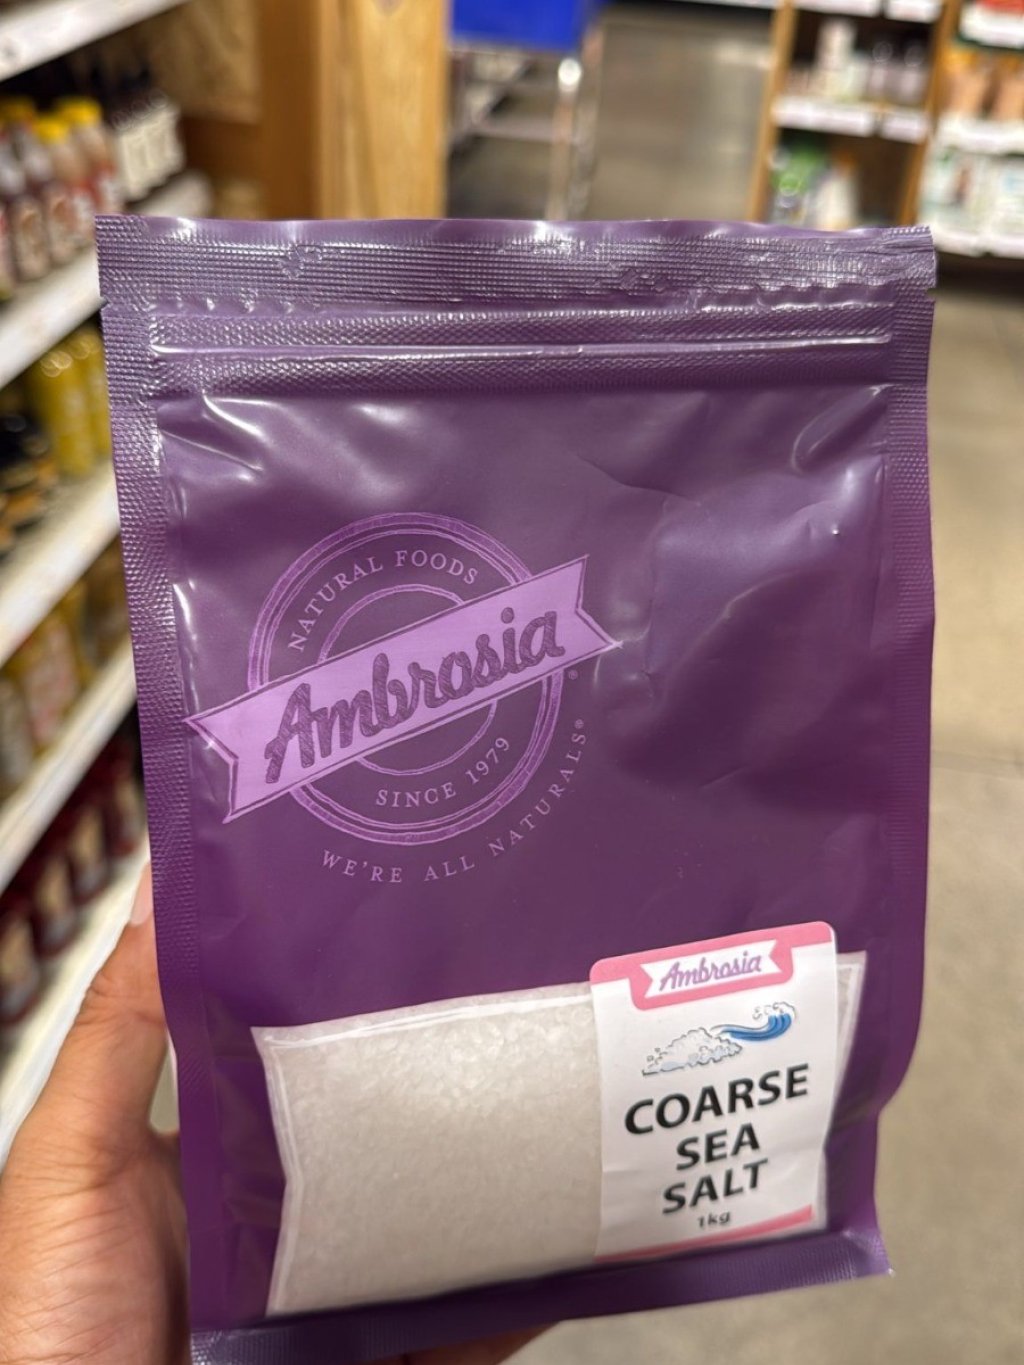 NATURAL FOODS
Ambrosia®
SINCE 1979
WE'RE ALL NATURALS®
Ambrosia
COARSE
SEA
SALT
1kg